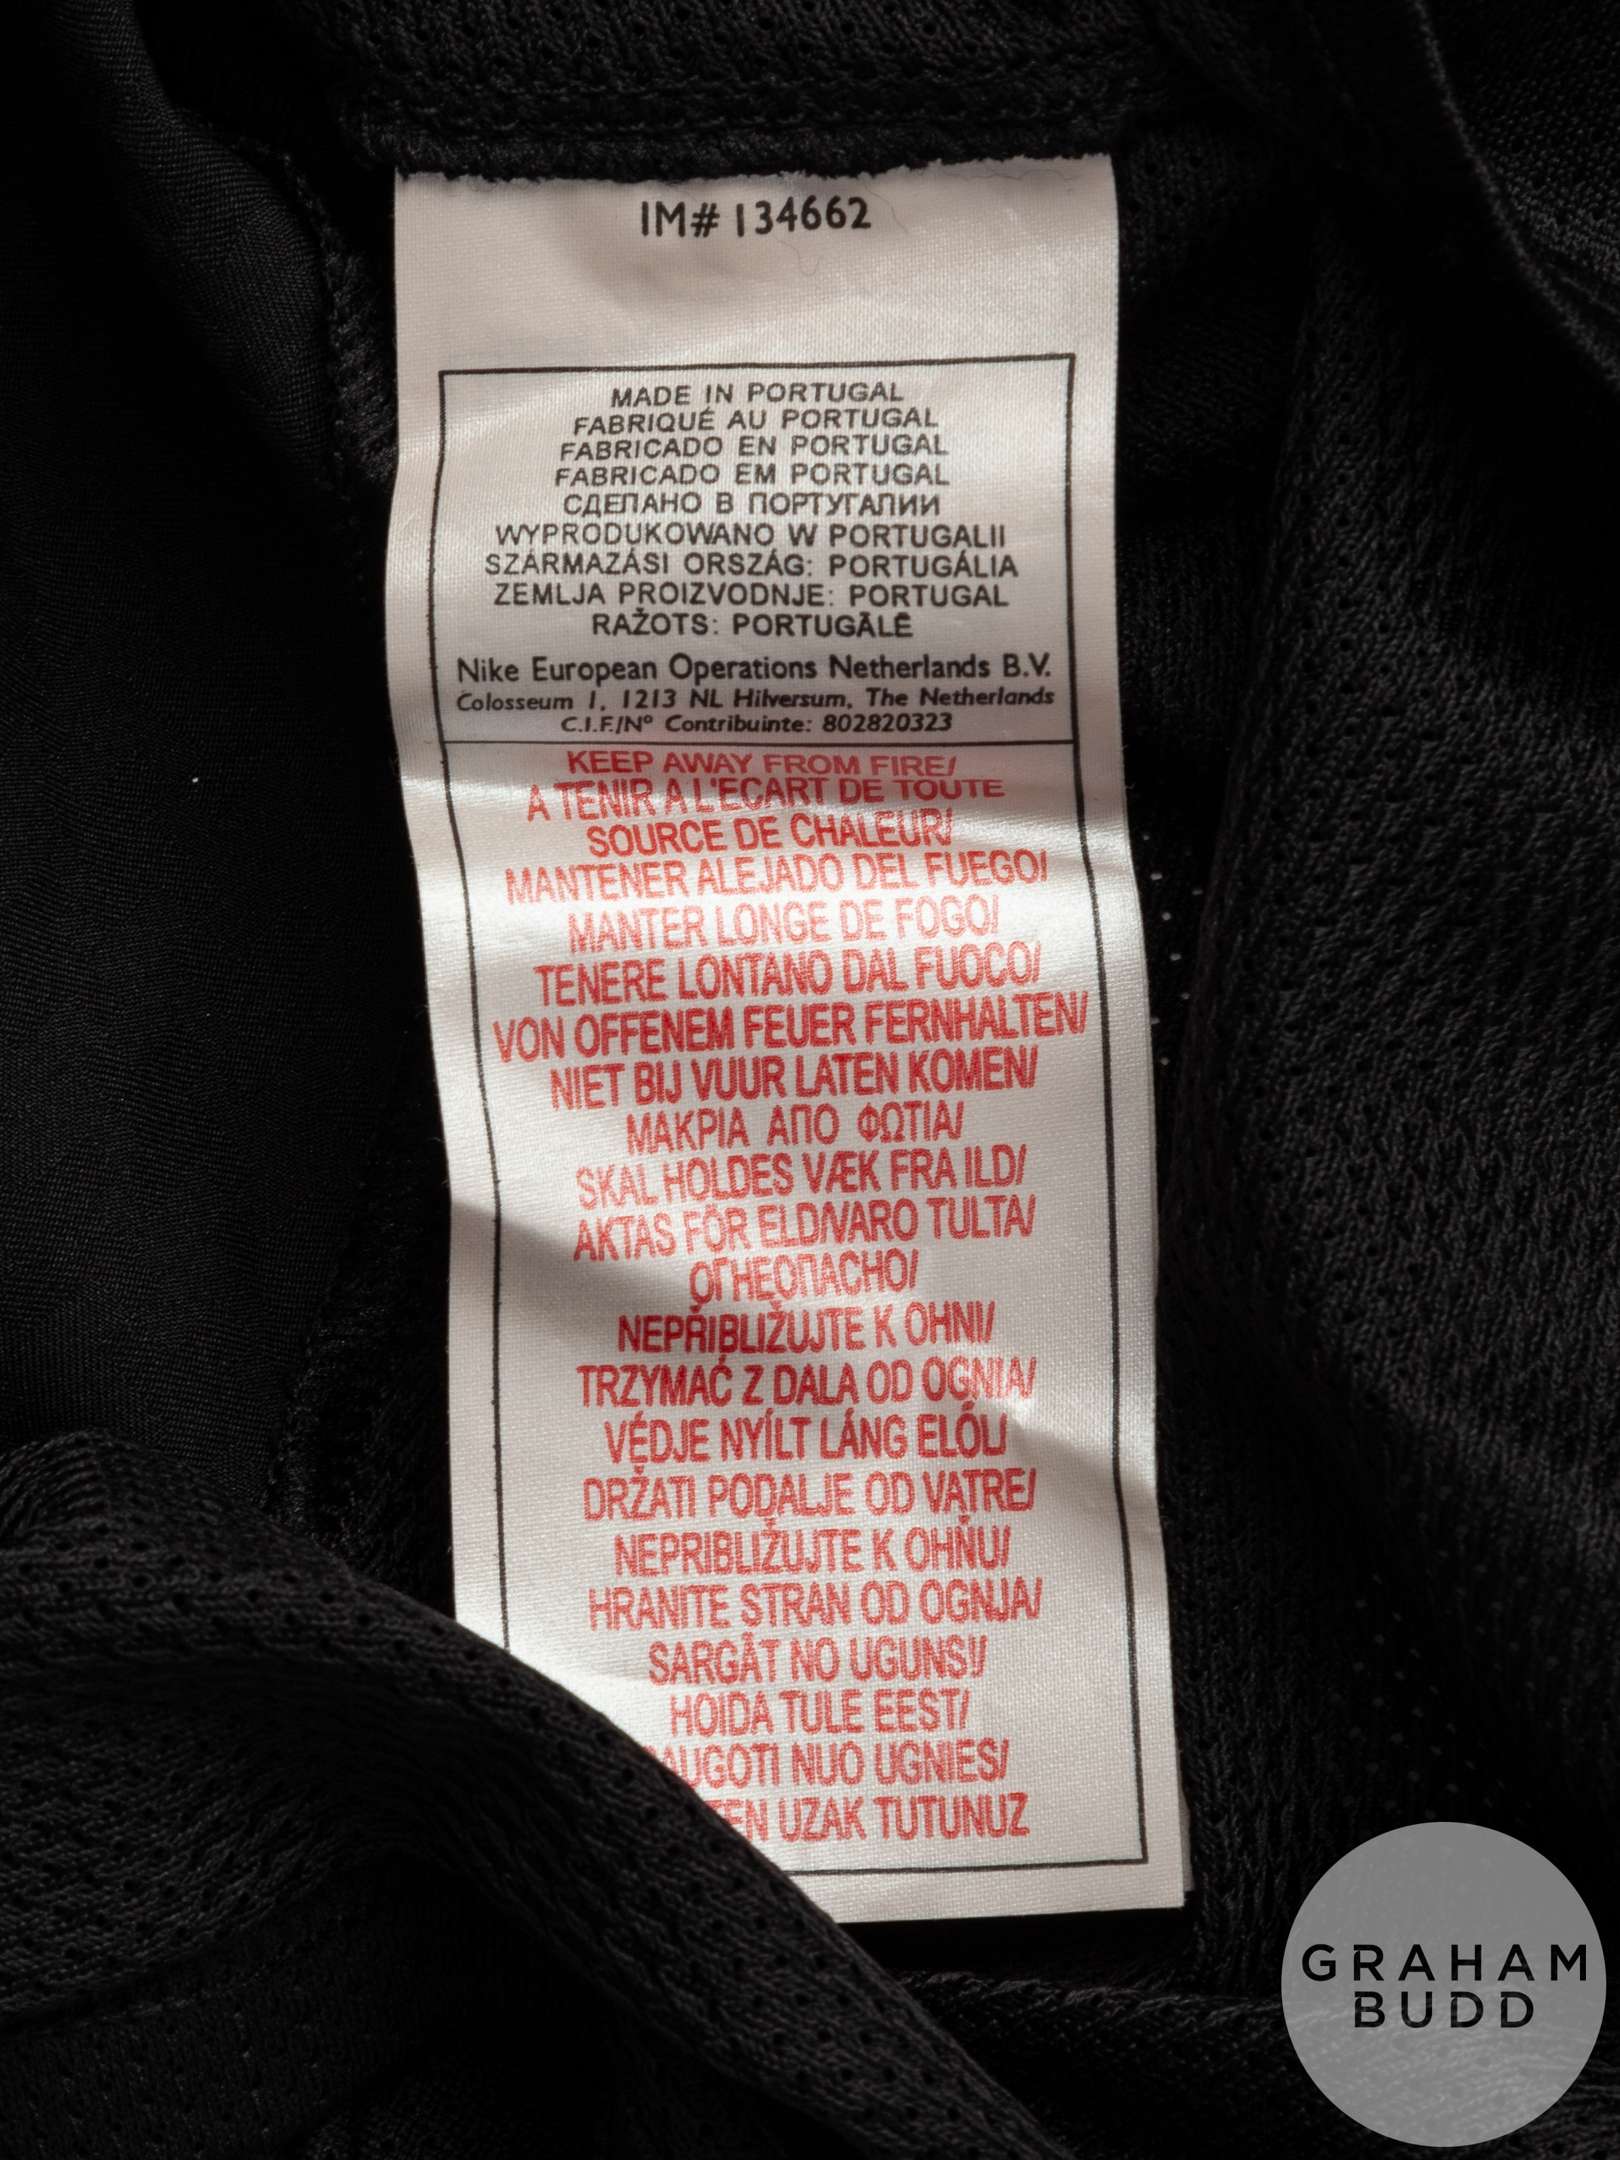 IM# 134662
MADE IN PORTUGAL
FABRIQUÉ AU PORTUGAL
FABRICADO EN PORTUGAL
FABRICADO EM PORTUGAL
СДЕЛАНО В ПОРТУГАЛИИ
WYPRODUKOWANO W PORTUGALII
SZÁRMAZÁSI ORSZÁG: PORTUGÁLIA
ZEMLJA PROIZVODNJE: PORTUGAL
RAŽOTS: PORTUGĀLĒ
Nike European Operations Netherlands B.V.
Colosseum 1, 1213 NL Hilversum, The Netherlands
C.I.F./Nº Contribuinte: 802820323
KEEP AWAY FROM FIRE/
A TENIR A L'ECART DE TOUTE
SOURCE DE CHALEUR/
MANTENER ALEJADO DEL FUEGO/
MANTER LONGE DE FOGO/
TENERE LONTANO DAL FUOCO/
VON OFFENEM FEUER FERNHALTEN/
NIET BIJ VUUR LATEN KOMEN/
ΜΑΚΡΙΑ ΑΠΟ ΦΩΤΙΑ/
SKAL HOLDES VÆK FRA ILD/
AKTAS FÖR ELD/VARO TULTA/
ОГНЕОПАСНО/
NEPŘIBLIŽUJTE K OHNI/
TRZYMAĆ Z DALA OD OGNIA/
VÉDJE NYÍLT LÁNG ELŐL/
DRŽATI PODALJE OD VATRE/
NEPRIBLIŽUJTE K OHŇU/
HRANITE STRAN OD OGNJA/
SARGĀT NO UGUNS!/
HOIDA TULE EEST/
UGOTI NUO UGNIES/
TEN UZAK TUTUNUZ
GRAHAM
BUDD